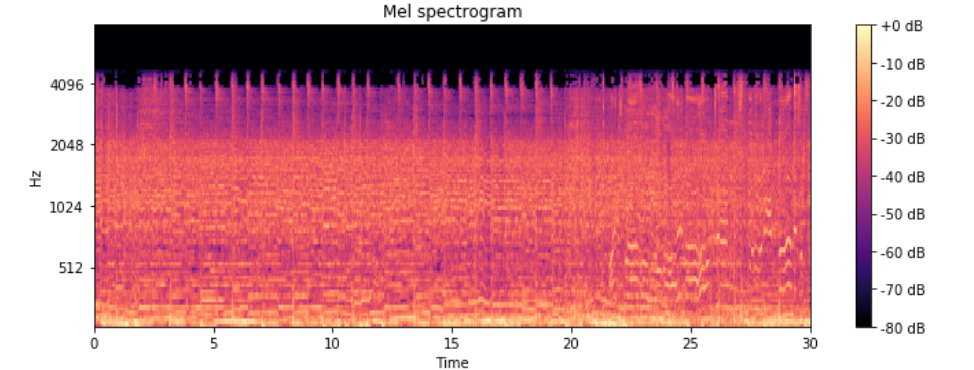 Mel spectrogram
Hz
4096
2048
1024
512
0 5 10 15 20 25 30
Time
+0 dB
-10 dB
-20 dB
-30 dB
-40 dB
-50 dB
-60 dB
-70 dB
-80 dB